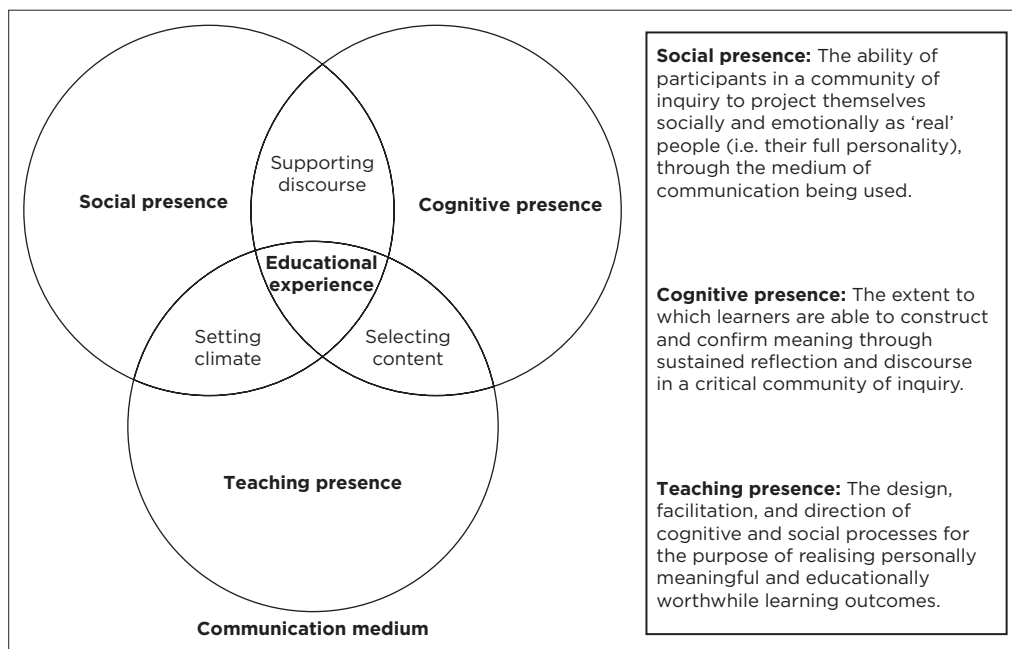 Supporting
discourse
Social presence
Cognitive presence
Educational
experience
Setting
climate
Selecting
content
Teaching presence
Communication medium
Social presence: The ability of
participants in a community of
inquiry to project themselves
socially and emotionally as ‘real’
people (i.e. their full personality),
through the medium of
communication being used.
Cognitive presence: The extent to
which learners are able to construct
and confirm meaning through
sustained reflection and discourse
in a critical community of inquiry.
Teaching presence: The design,
facilitation, and direction of
cognitive and social processes for
the purpose of realising personally
meaningful and educationally
worthwhile learning outcomes.